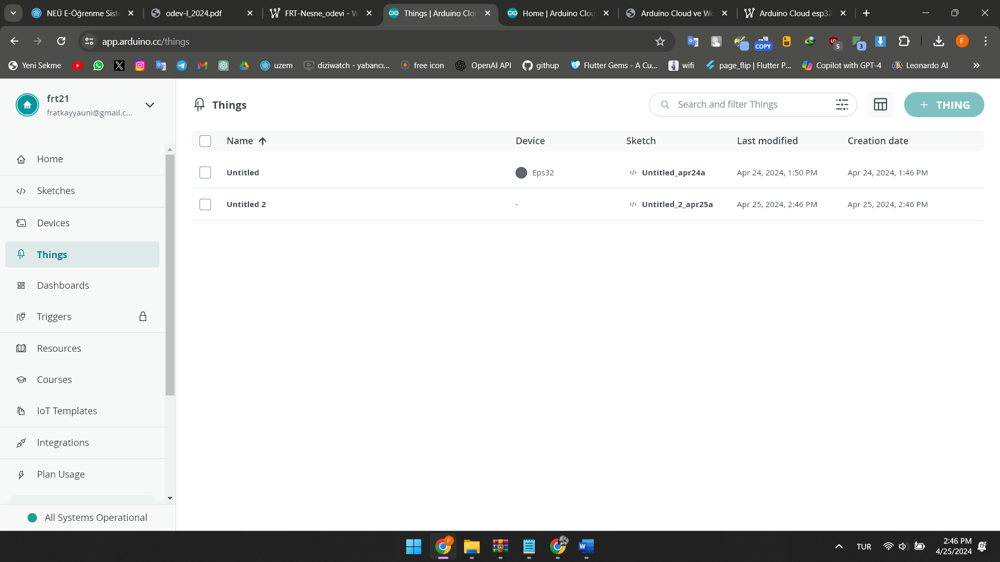 NEÜ E-Öğrenme Siste
odev-I_2024.pdf
FRT-Nesne_odevi - W
Things | Arduino Clou
Home | Arduino Clou
Arduino Cloud ve Wo
Arduino Cloud esp32
app.arduino.cc/things
COPY
5
3
F
Yeni Sekme
uzem
diziwatch - yabancı...
free icon
OpenAI API
githup
Flutter Gems - A Cu...
wifi
page_flip | Flutter P...
Copilot with GPT-4
Leonardo AI
frt21
fratkayyauni@gmail.c...
Things
Search and filter Things
+ THING
Name
Device
Sketch
Last modified
Creation date
Untitled
Eps32
Untitled_apr24a
Apr 24, 2024, 1:50 PM
Apr 24, 2024, 1:46 PM
Untitled 2
-
Untitled_2_apr25a
Apr 25, 2024, 2:46 PM
Apr 25, 2024, 2:46 PM
Home
Sketches
Devices
Things
Dashboards
Triggers
Resources
Courses
IoT Templates
Integrations
Plan Usage
All Systems Operational
TUR
2:46 PM
4/25/2024